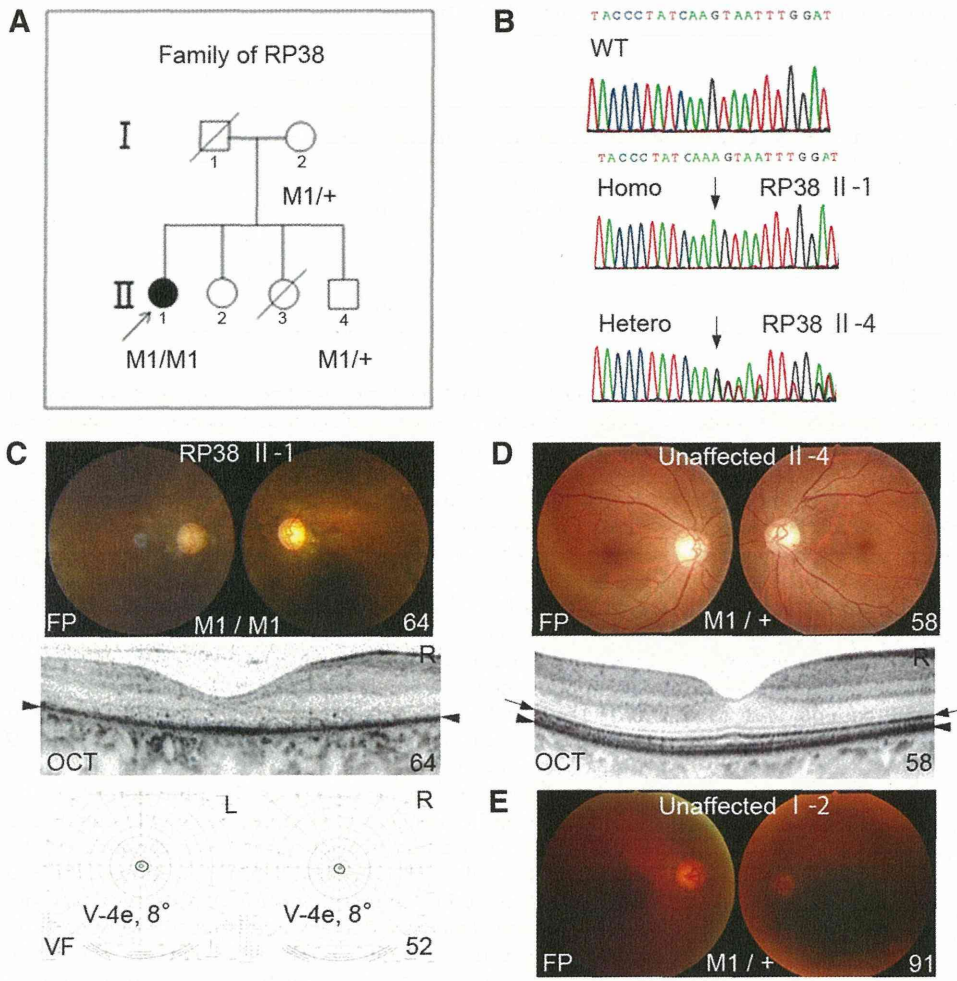 A
Family of RP38
I
1
2
M1/+
II
1
2
3
4
M1/M1
M1/+
B
TACCCTATCAAGTAATTTGGAT
WT
TACCCTATCAAAGTAATTTGGAT
Homo
RP38 II-1
Hetero
RP38 II-4
C
RP38 II-1
FP
M1 / M1
64
R
OCT
64
L
R
V-4e, 8°
V-4e, 8°
VF
52
D
Unaffected II-4
FP
M1 / +
58
R
OCT
58
E
Unaffected I-2
FP
M1 / +
91